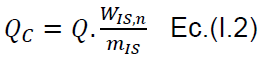 Q_C = Q . W_{IS,n} / m_{IS}   Ec.(I.2)